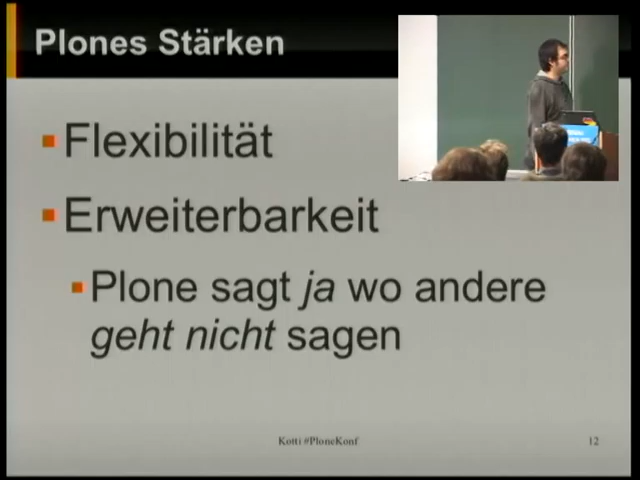 Plones Stärken
Flexibilität
Erweiterbarkeit
Plone sagt ja wo andere
geht nicht sagen
Kotti #PloneKonf
12